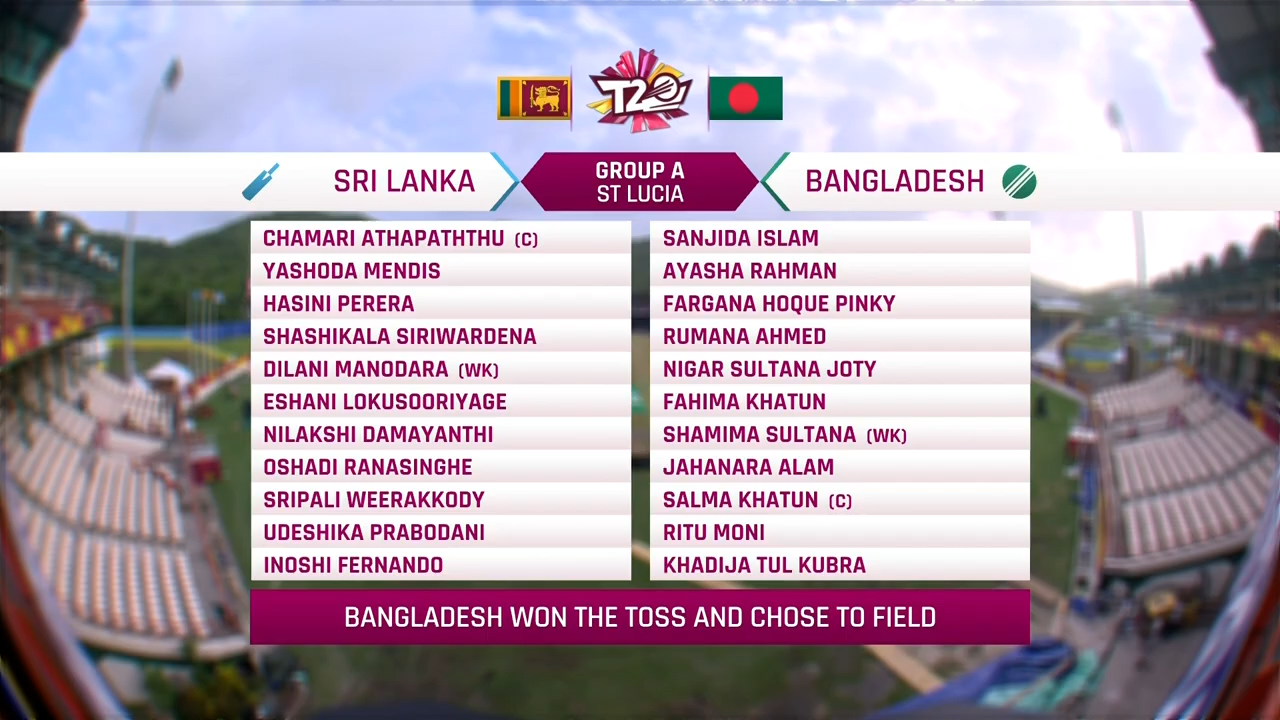 T20
SRI LANKA
GROUP A
ST LUCIA
BANGLADESH
CHAMARI ATHAPATHTHU (C)
YASHODA MENDIS
HASINI PERERA
SHASHIKALA SIRIWARDENA
DILANI MANODARA (WK)
ESHANI LOKUSOORIYAGE
NILAKSHI DAMAYANTHI
OSHADI RANASINGHE
SRIPALI WEERAKKODY
UDESHIKA PRABODANI
INOSHI FERNANDO
SANJIDA ISLAM
AYASHA RAHMAN
FARGANA HOQUE PINKY
RUMANA AHMED
NIGAR SULTANA JOTY
FAHIMA KHATUN
SHAMIMA SULTANA (WK)
JAHANARA ALAM
SALMA KHATUN (C)
RITU MONI
KHADIJA TUL KUBRA
BANGLADESH WON THE TOSS AND CHOSE TO FIELD